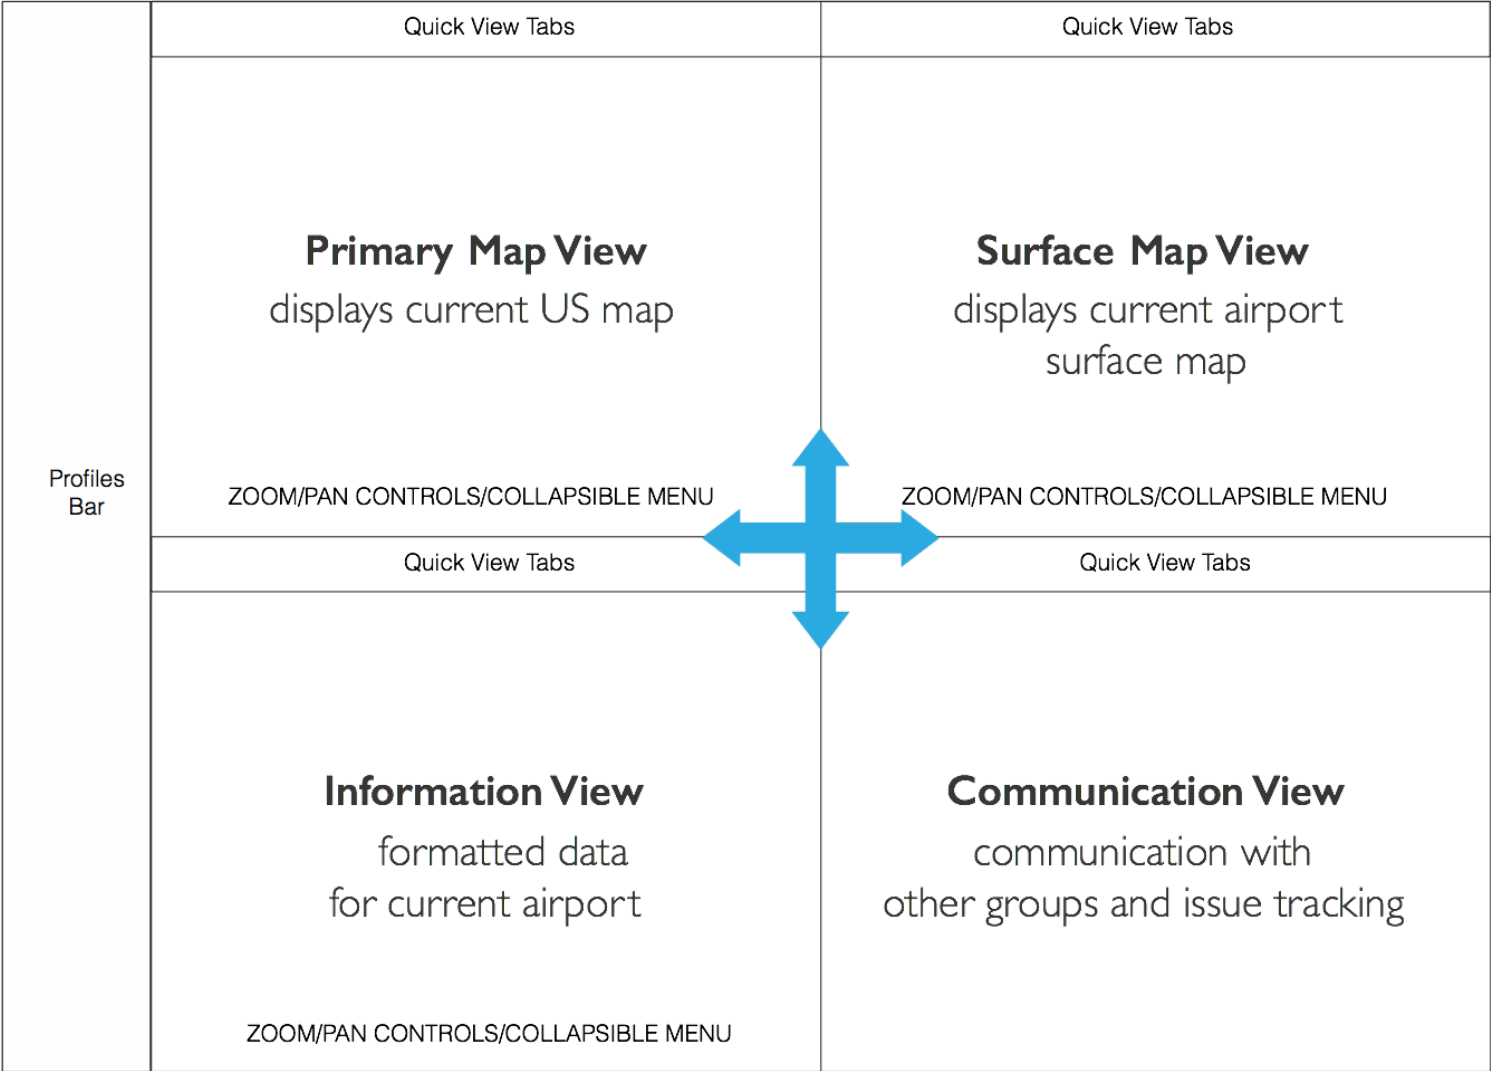 Quick View Tabs
Quick View Tabs
Primary Map View
displays current US map
Surface Map View
displays current airport
surface map
Profiles
Bar
ZOOM/PAN CONTROLS/COLLAPSIBLE MENU
ZOOM/PAN CONTROLS/COLLAPSIBLE MENU
Quick View Tabs
Quick View Tabs
Information View
formatted data
for current airport
Communication View
communication with
other groups and issue tracking
ZOOM/PAN CONTROLS/COLLAPSIBLE MENU